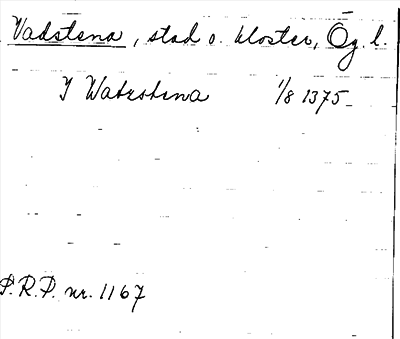 Vadstena, stad o. kloster, Ög. l.
J Watzstena 1/8 1375
P.R.P. nr. 1167